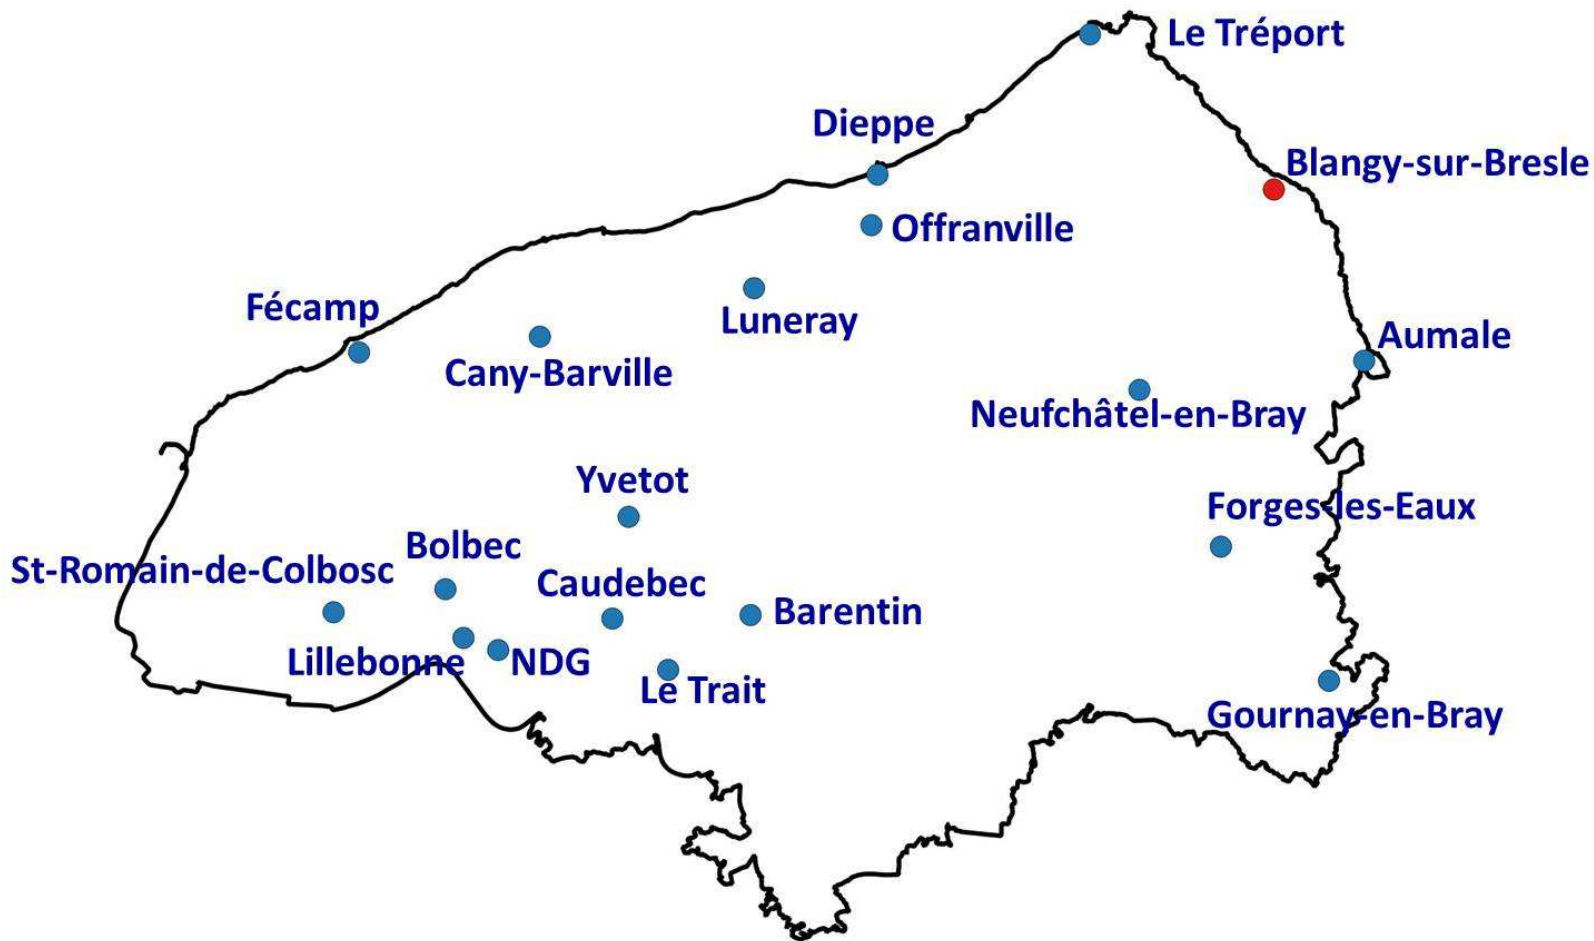 Le Tréport
Dieppe
Blangy-sur-Bresle
Offranville
Fécamp
Luneray
Aumale
Cany-Barville
Neufchâtel-en-Bray
Yvetot
Forges-les-Eaux
Bolbec
St-Romain-de-Colbosc
Caudebec
Barentin
Lillebonne
NDG
Le Trait
Gournay-en-Bray